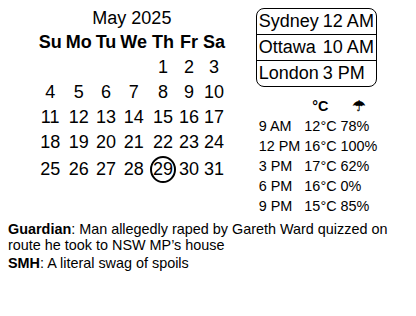 May 2025
Su Mo Tu We Th Fr Sa
1 2 3
4 5 6 7 8 9 10
11 12 13 14 15 16 17
18 19 20 21 22 23 24
25 26 27 28 29 30 31
Sydney 12 AM
Ottawa 10 AM
London 3 PM
°C ☂
9 AM 12°C 78%
12 PM 16°C 100%
3 PM 17°C 62%
6 PM 16°C 0%
9 PM 15°C 85%
Guardian: Man allegedly raped by Gareth Ward quizzed on
route he took to NSW MP’s house
SMH: A literal swag of spoils